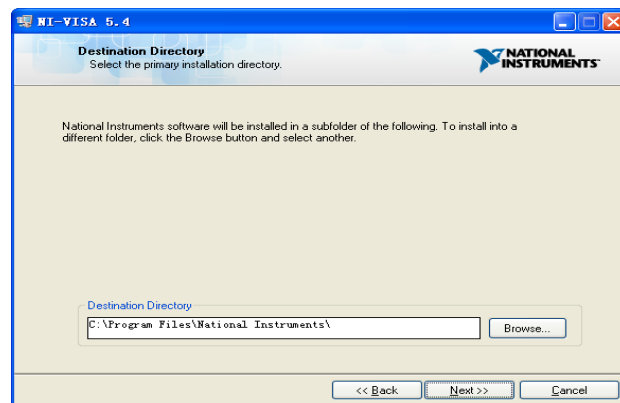 NI-VISA 5.4
Destination Directory
Select the primary installation directory.
NATIONAL
INSTRUMENTS™
National Instruments software will be installed in a subfolder of the following. To install into a
different folder, click the Browse button and select another.
Destination Directory
C:\Program Files\National Instruments\
Browse...
<< Back
Next >>
Cancel